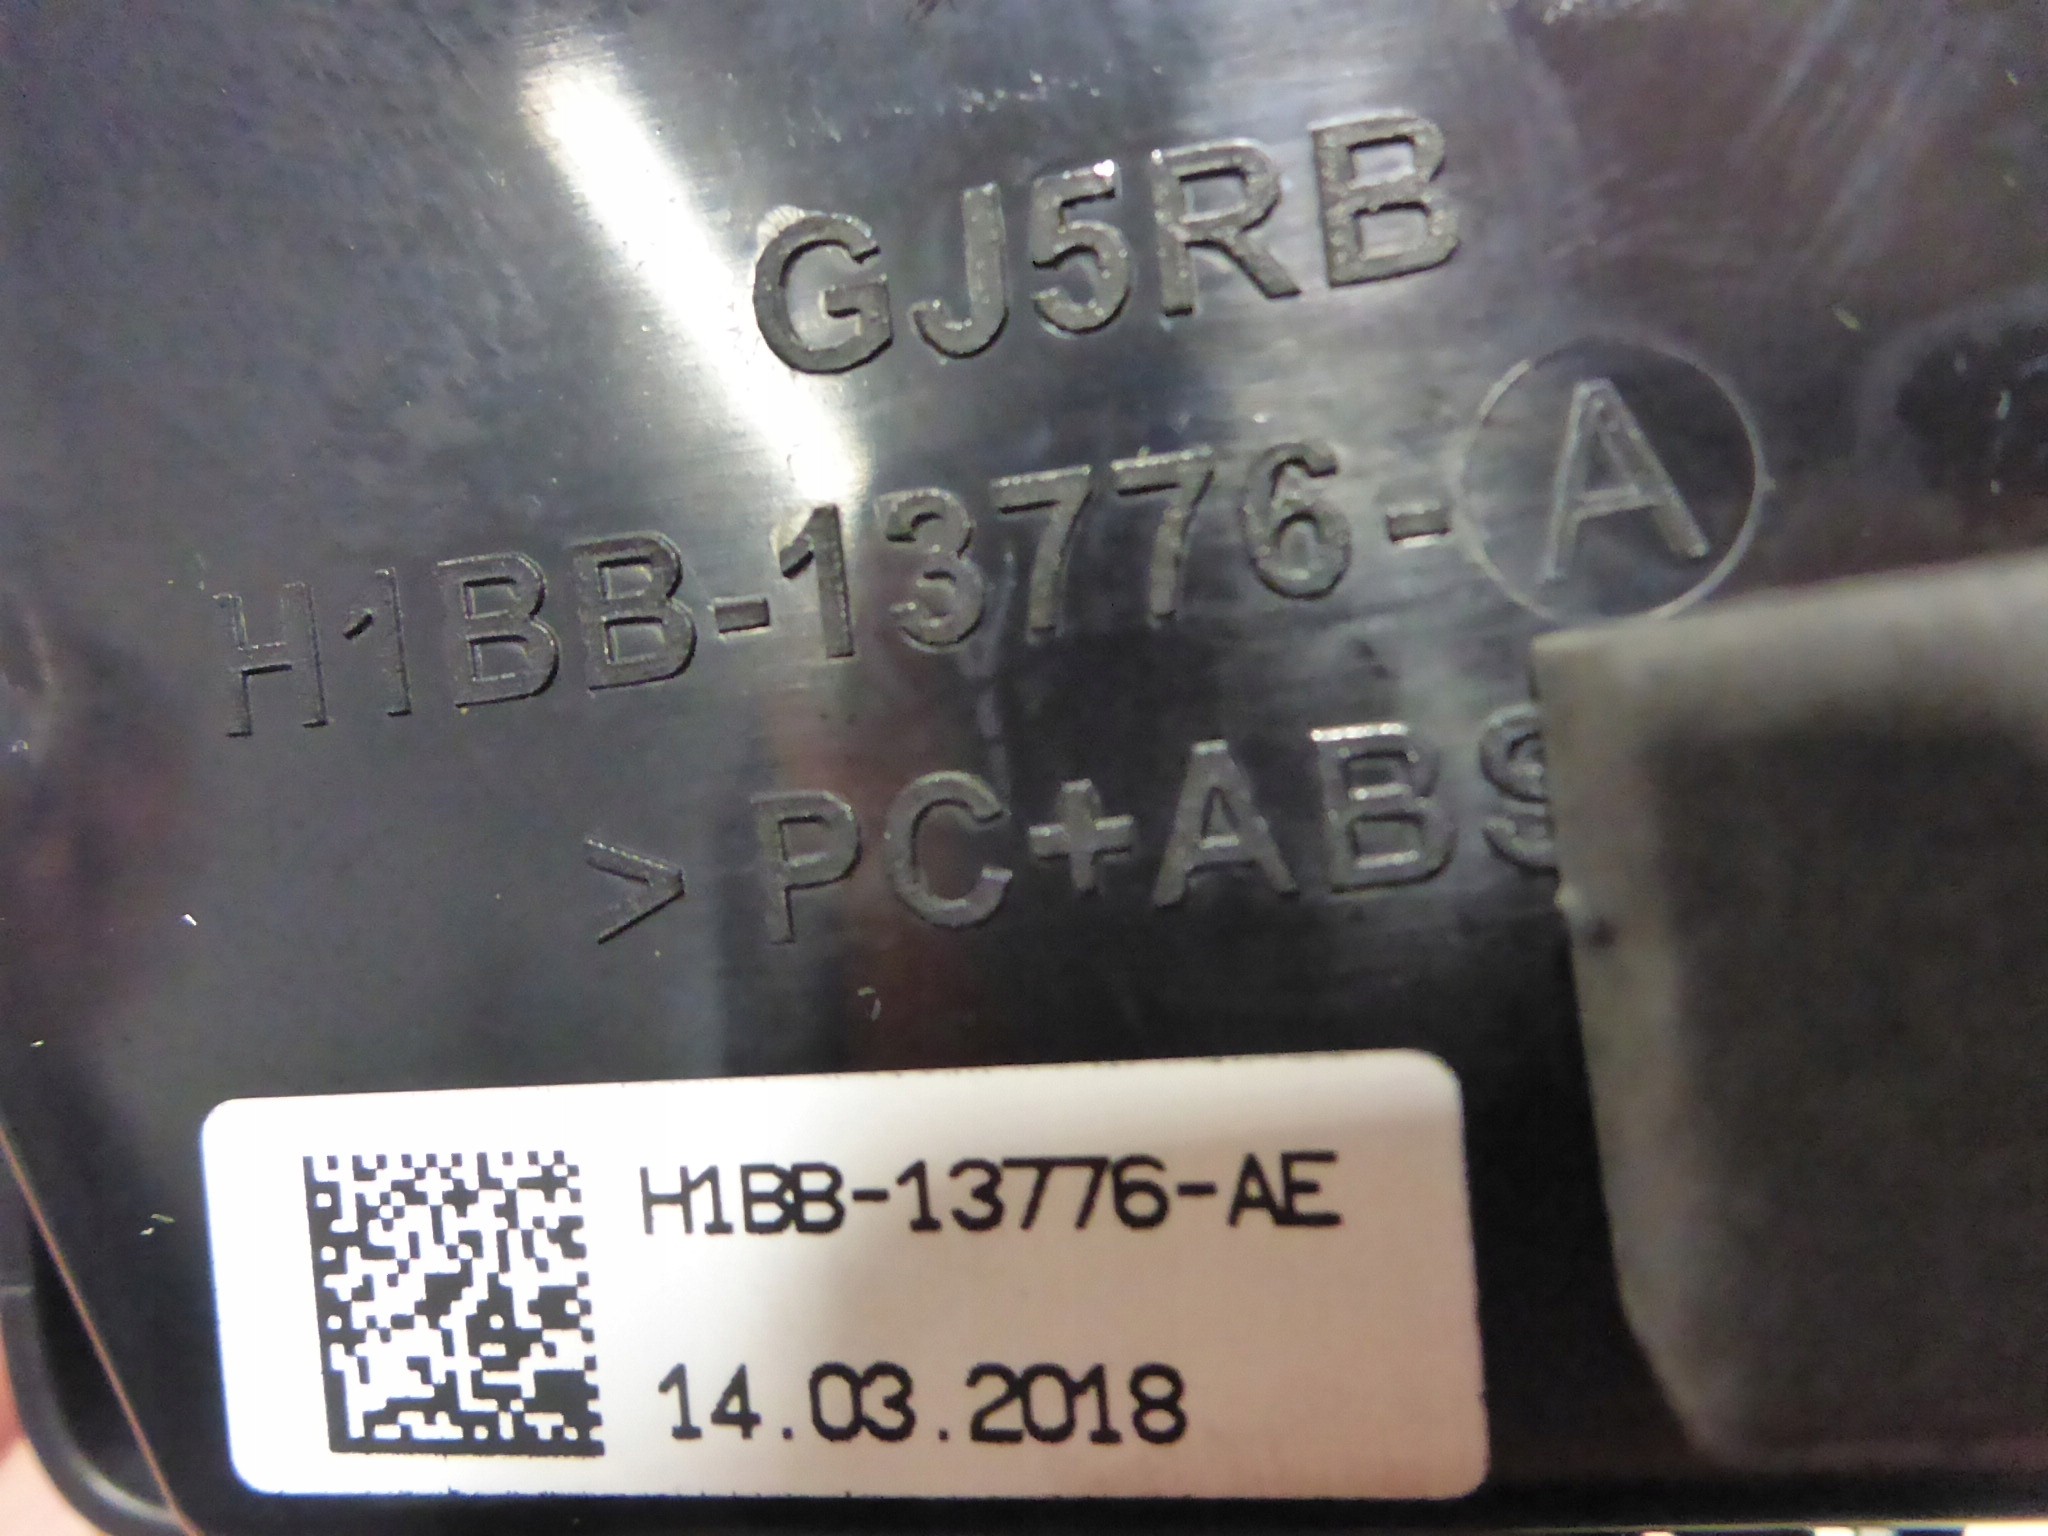 GJ5RB
H1BB-13776-A
>PC+ABS
H1BB-13776-AE
14.03.2018